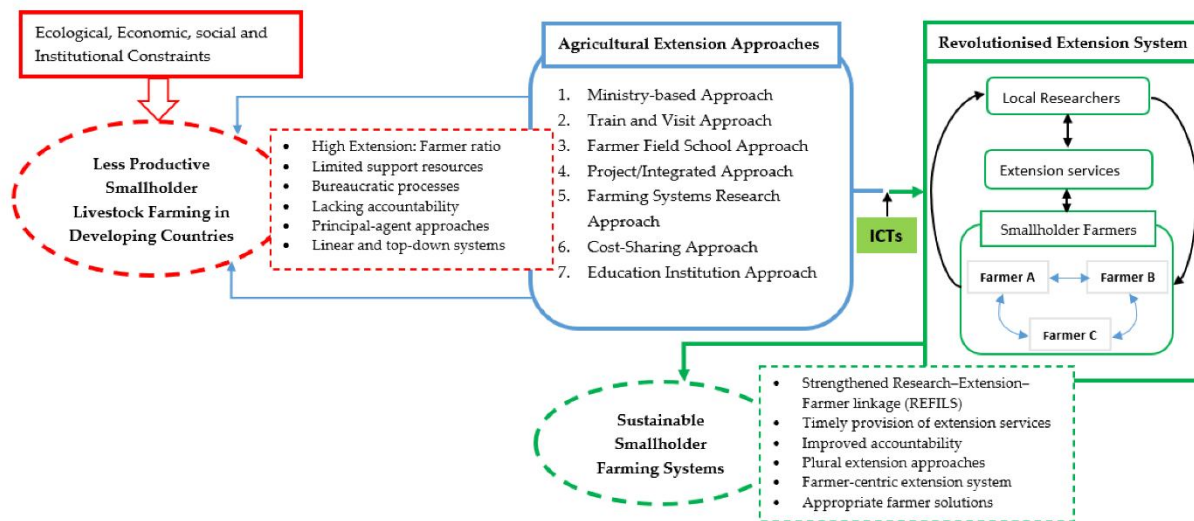 Ecological, Economic, social and
Institutional Constraints
Less Productive
Smallholder
Livestock Farming in
Developing Countries
• High Extension: Farmer ratio
• Limited support resources
• Bureaucratic processes
• Lacking accountability
• Principal-agent approaches
• Linear and top-down systems
Agricultural Extension Approaches
1. Ministry-based Approach
2. Train and Visit Approach
3. Farmer Field School Approach
4. Project/Integrated Approach
5. Farming Systems Research
Approach
6. Cost-Sharing Approach
7. Education Institution Approach
ICTs
Revolutionised Extension System
Local Researchers
Extension services
Smallholder Farmers
Farmer A
Farmer B
Farmer C
Sustainable
Smallholder
Farming Systems
• Strengthened Research–Extension–
Farmer linkage (REFILS)
• Timely provision of extension services
• Improved accountability
• Plural extension approaches
• Farmer-centric extension system
• Appropriate farmer solutions